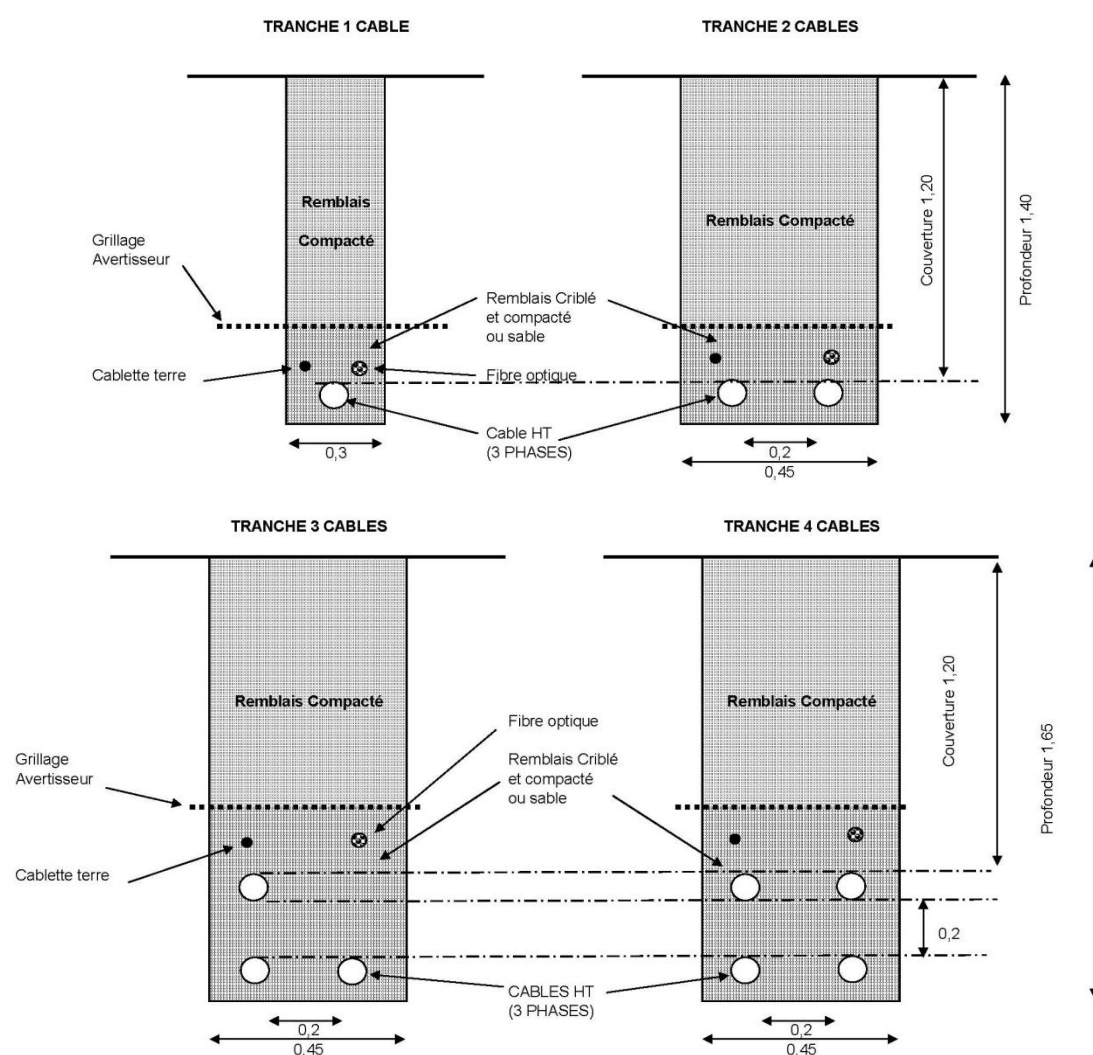 TRANCHE 1 CABLE
TRANCHE 2 CABLES
Remblais
Compacté
Remblais Compacté
Couverture 1,20
Profondeur 1,40
Grillage
Avertisseur
Remblais Criblé
et compacté
ou sable
Cablette terre
Fibre optique
Cable HT
(3 PHASES)
0,3
0,2
0,45
TRANCHE 3 CABLES
TRANCHE 4 CABLES
Remblais Compacté
Remblais Compacté
Couverture 1,20
Profondeur 1,65
Fibre optique
Grillage
Avertisseur
Remblais Criblé
et compacté
ou sable
Cablette terre
0,2
CABLES HT
(3 PHASES)
0,2
0,45
0,2
0,45